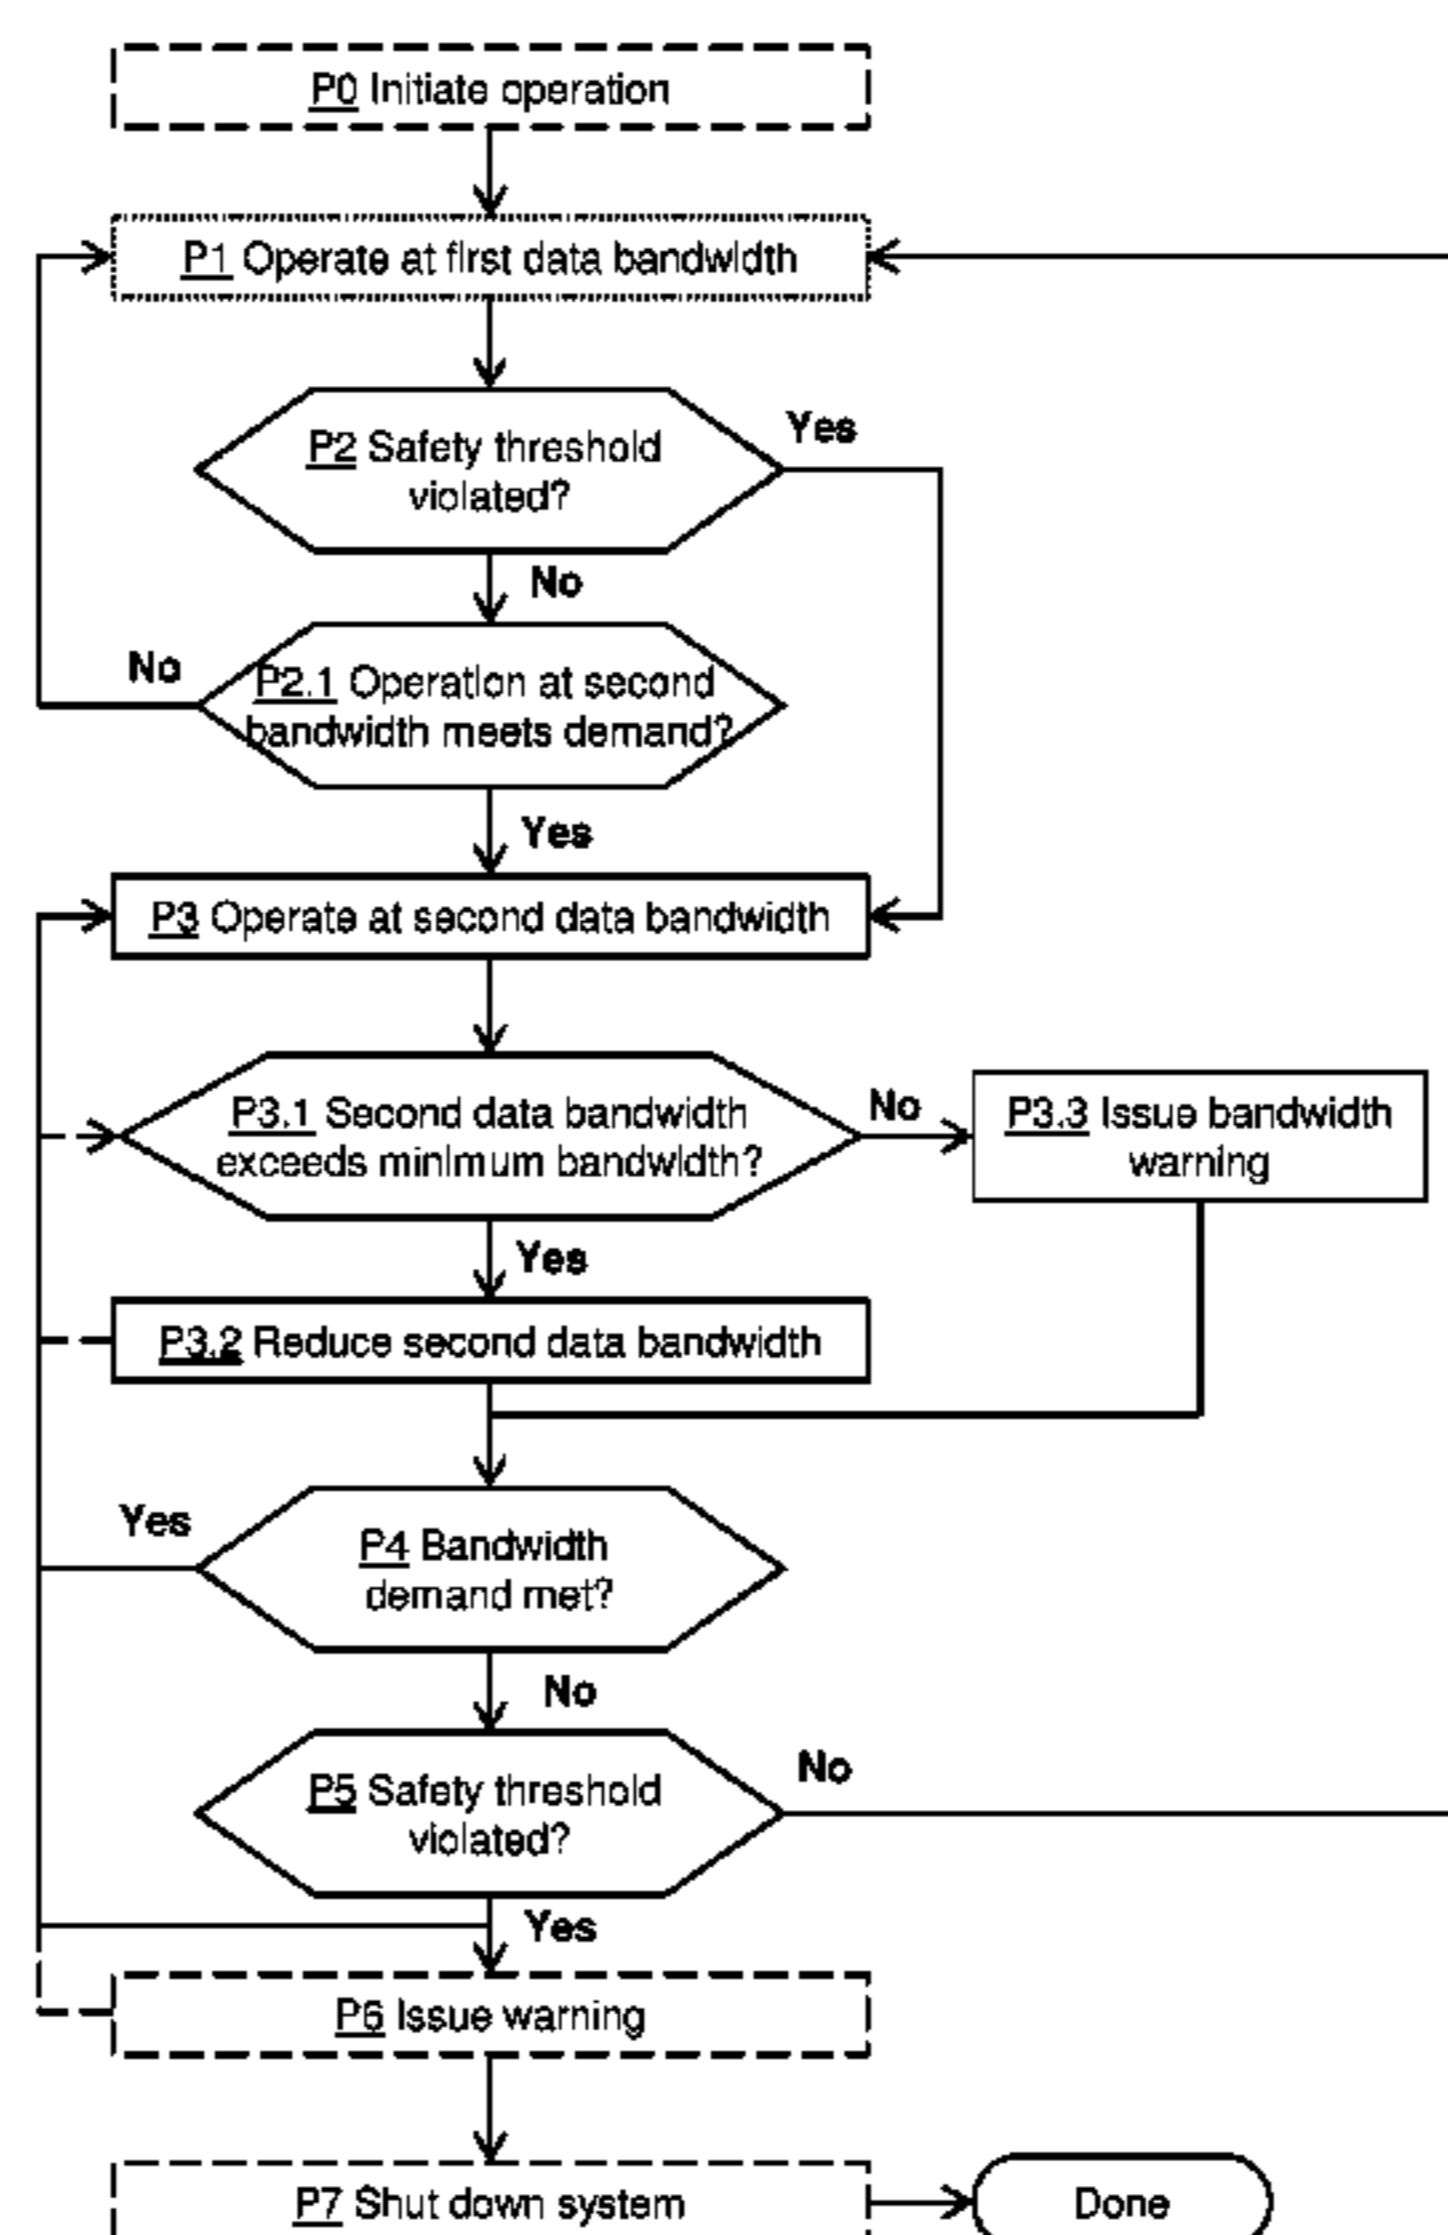 P0 Initiate operation
P1 Operate at first data bandwidth
P2 Safety threshold
violated?
Yes
No
P2.1 Operation at second
bandwidth meets demand?
No
Yes
P3 Operate at second data bandwidth
P3.1 Second data bandwidth
exceeds minimum bandwidth?
No
P3.3 Issue bandwidth
warning
Yes
P3.2 Reduce second data bandwidth
Yes
P4 Bandwidth
demand met?
No
P5 Safety threshold
violated?
No
Yes
P6 Issue warning
P7 Shut down system
Done